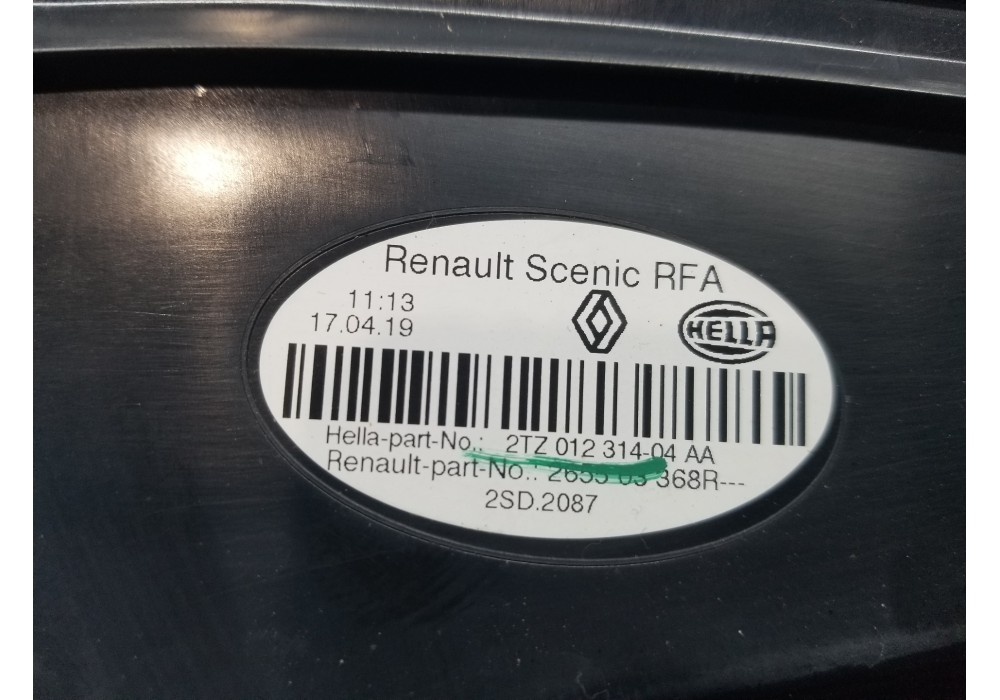 Renault Scenic RFA
11:13
17.04.19
HELLA
Hella-part-No.: 2TZ 012 314-04 AA
Renault-part-No.: 368R---
2SD.2087